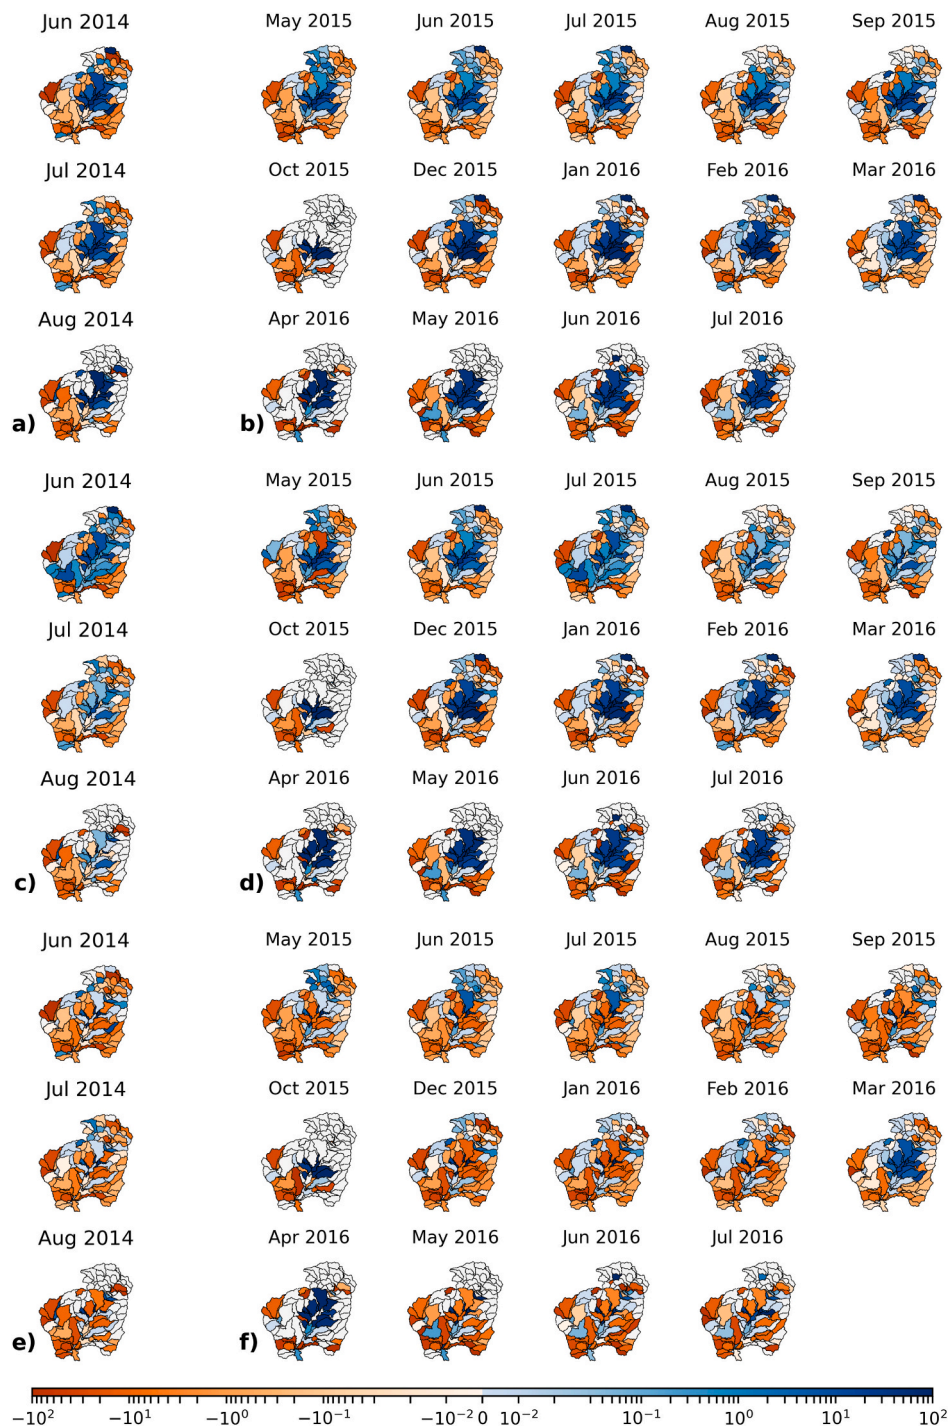 Jun 2014 May 2015 Jun 2015 Jul 2015 Aug 2015 Sep 2015
Jul 2014 Oct 2015 Dec 2015 Jan 2016 Feb 2016 Mar 2016
Aug 2014 Apr 2016 May 2016 Jun 2016 Jul 2016
a) b)
Jun 2014 May 2015 Jun 2015 Jul 2015 Aug 2015 Sep 2015
Jul 2014 Oct 2015 Dec 2015 Jan 2016 Feb 2016 Mar 2016
Aug 2014 Apr 2016 May 2016 Jun 2016 Jul 2016
c) d)
Jun 2014 May 2015 Jun 2015 Jul 2015 Aug 2015 Sep 2015
Jul 2014 Oct 2015 Dec 2015 Jan 2016 Feb 2016 Mar 2016
Aug 2014 Apr 2016 May 2016 Jun 2016 Jul 2016
e) f)
−10² −10¹ −10⁰ −10⁻¹ −10⁻² 0 10⁻² 10⁻¹ 10⁰ 10¹ 10²